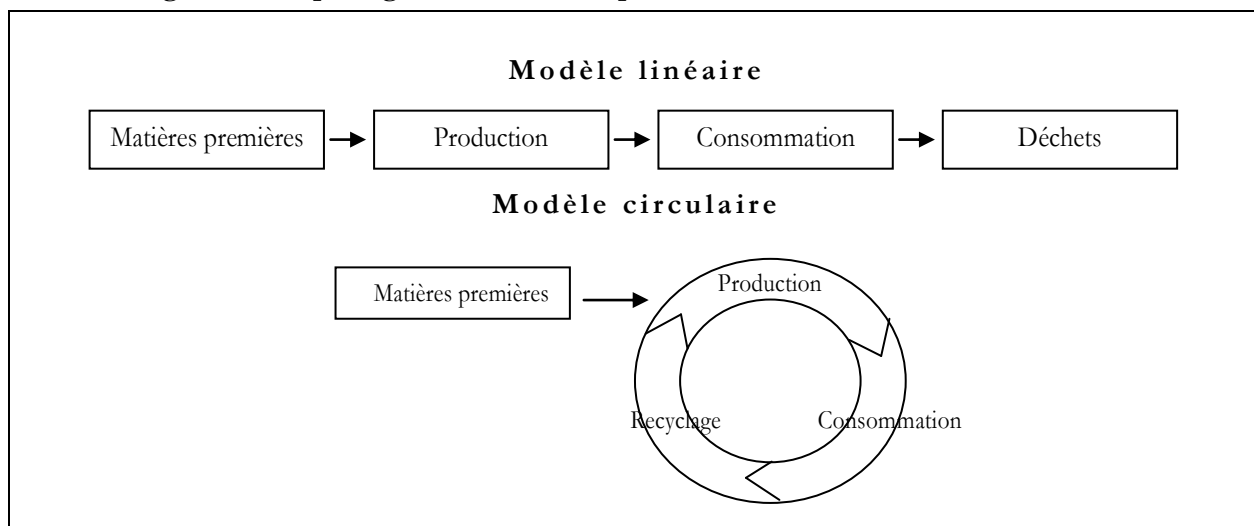 Modèle linéaire
Matières premières Production Consommation Déchets
Modèle circulaire
Production
Matières premières
Recyclage Consommation